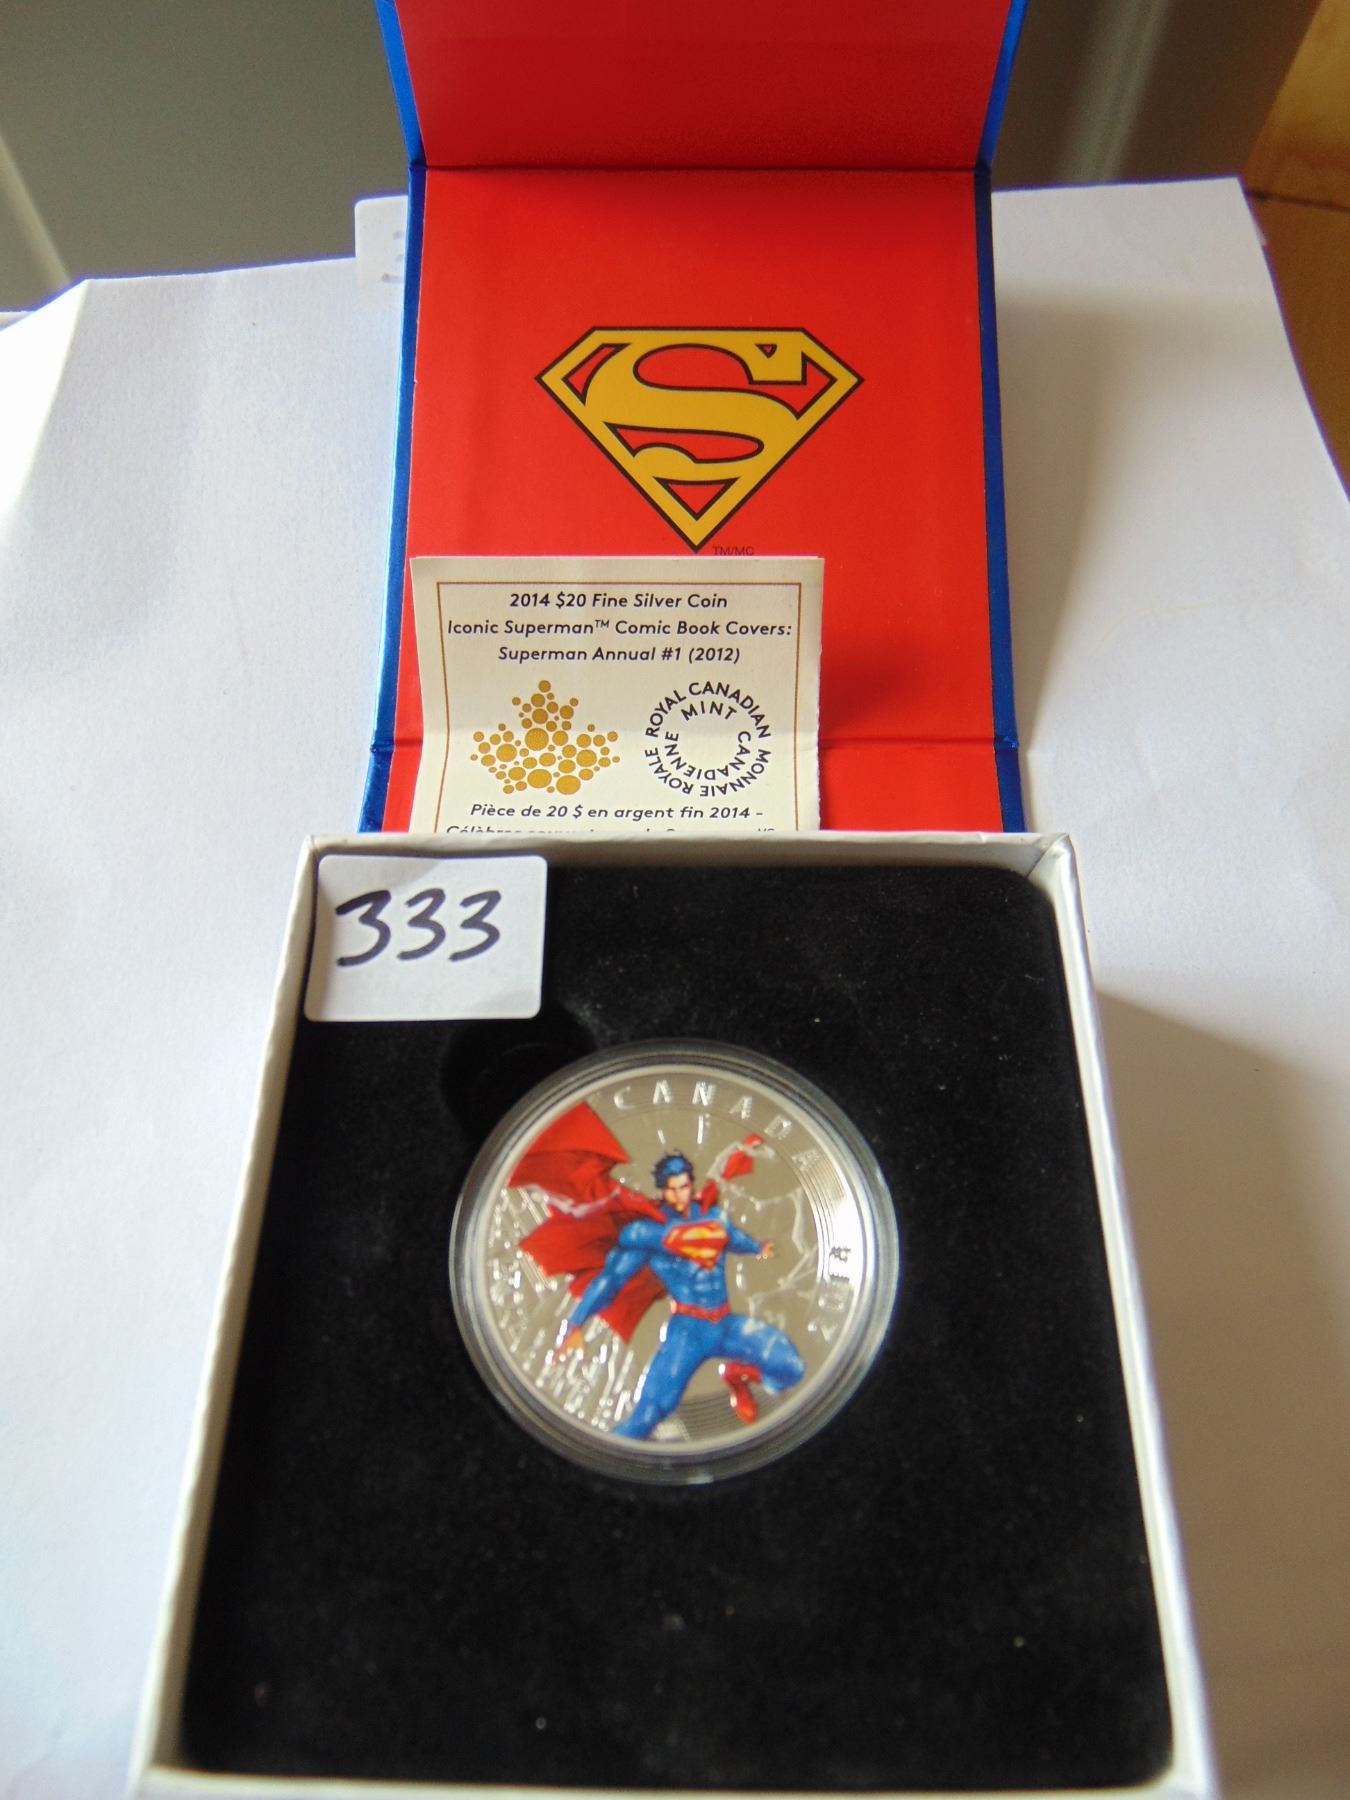 S
TM/MC
2014 $20 Fine Silver Coin
Iconic Superman™ Comic Book Covers:
Superman Annual #1 (2012)
ROYAL CANADIAN MINT
MONNAIE ROYALE CANADIENNE
Pièce de 20 $ en argent fin 2014 –
333
CANADA
2014